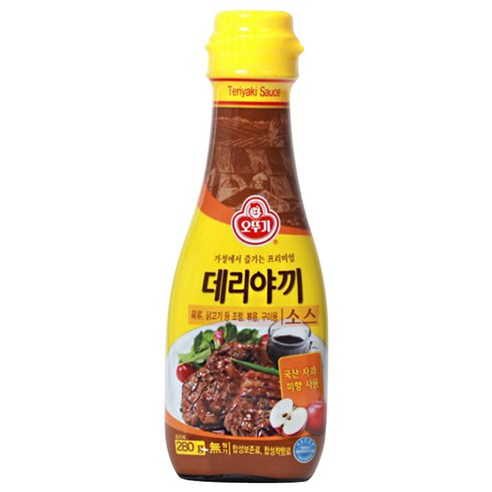 Teriyaki Sauce
오뚜기
가정에서 즐기는 프리미엄
데리야끼
육류, 닭고기 등 조림, 볶음, 구이용 소스
국산 사과
미향 사용
280 g 無첨가 합성보존료, 합성착향료